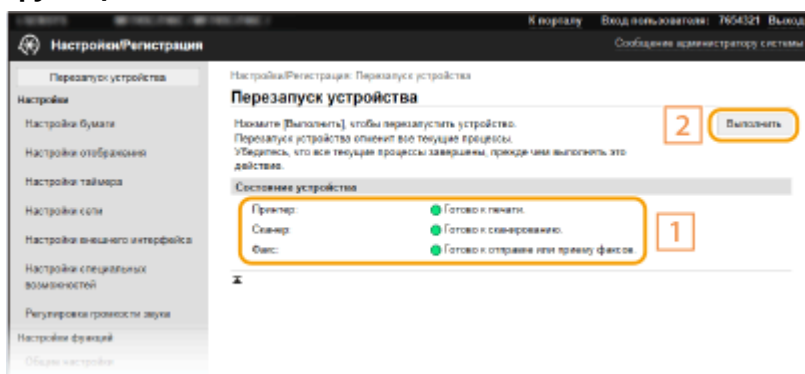 К порталу Вход пользователя: 7654321 Выход
Настройки/Регистрация
Сообщение администратору системы
Перезапуск устройства
Настройки
Настройки бумаги
Настройки отображения
Настройки таймера
Настройки сети
Настройки внешнего интерфейса
Настройки специальных
возможностей
Регулировка громкости звука
Настройки функций
Общие настройки
Настройки/Регистрация: Перезапуск устройства
Перезапуск устройства
Нажмите [Выполнить], чтобы перезапустить устройство.
Перезапуск устройства отменит все текущие процессы.
Убедитесь, что все текущие процессы завершены, прежде чем выполнять это
действие.
2
Выполнить
Состояние устройства
Принтер: Готово к печати.
Сканер: Готово к сканированию.
Факс: Готово к отправке или приему факсов.
1